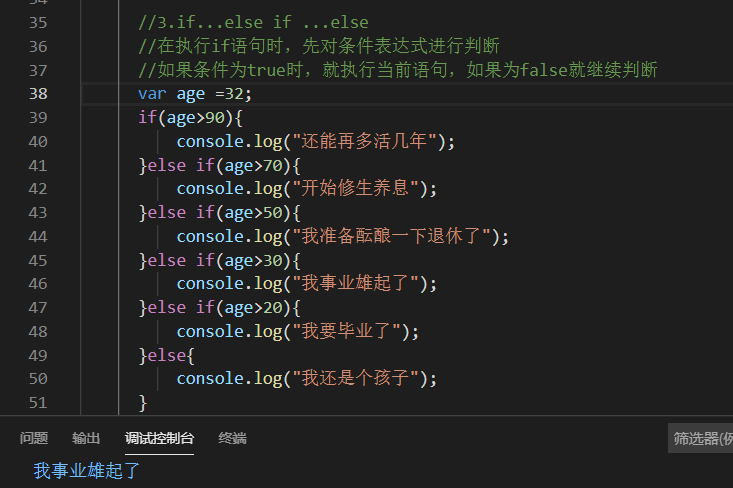 34
35 //3.if...else if ...else
36 //在执行if语句时，先对条件表达式进行判断
37 //如果条件为true时，就执行当前语句，如果为false就继续判断
38 var age =32;
39 if(age>90){
40 console.log("还能再多活几年");
41 }else if(age>70){
42 console.log("开始修生养息");
43 }else if(age>50){
44 console.log("我准备酝酿一下退休了");
45 }else if(age>30){
46 console.log("我事业雄起了");
47 }else if(age>20){
48 console.log("我要毕业了");
49 }else{
50 console.log("我还是个孩子");
51 }
问题 输出 调试控制台 终端 筛选器(例
我事业雄起了